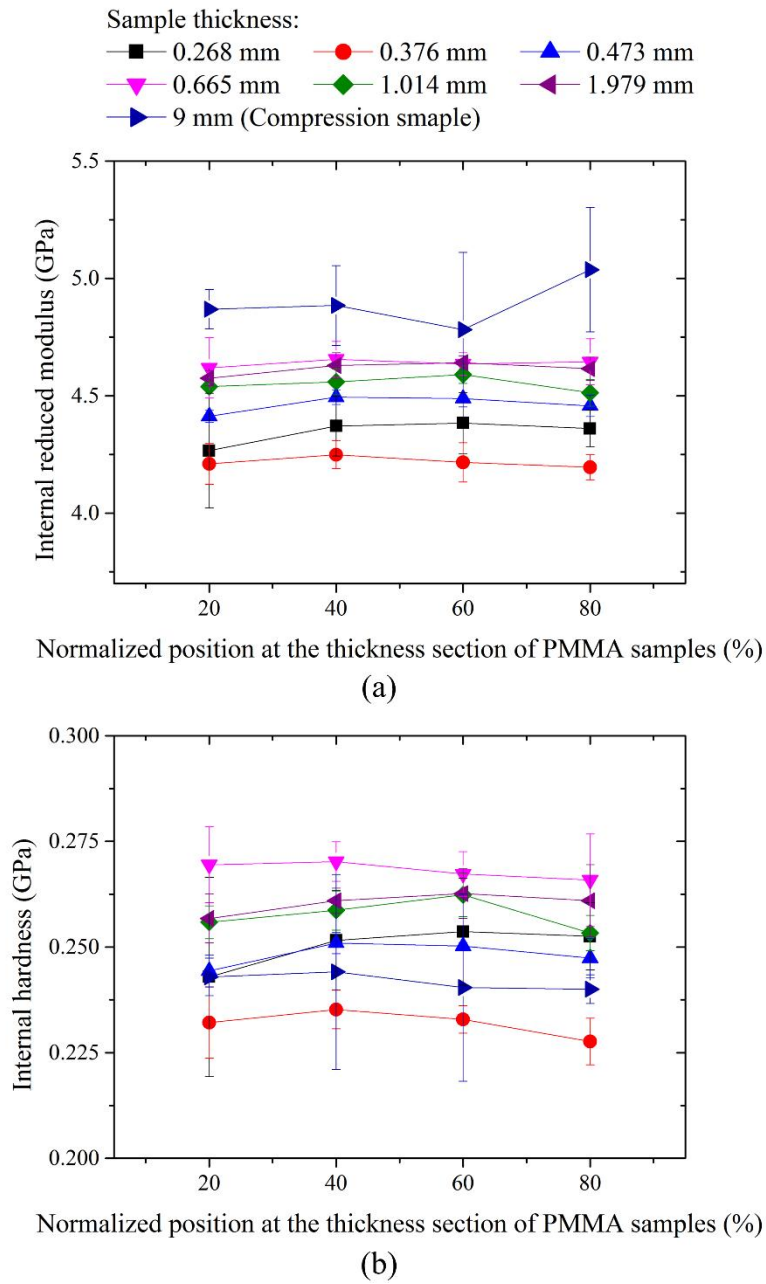 Sample thickness:
0.268 mm 0.376 mm 0.473 mm
0.665 mm 1.014 mm 1.979 mm
9 mm (Compression smaple)
5.5
5.0
4.5
4.0
Internal reduced modulus (GPa)
20 40 60 80
Normalized position at the thickness section of PMMA samples (%)
(a)
0.300
0.275
0.250
0.225
0.200
Internal hardness (GPa)
20 40 60 80
Normalized position at the thickness section of PMMA samples (%)
(b)